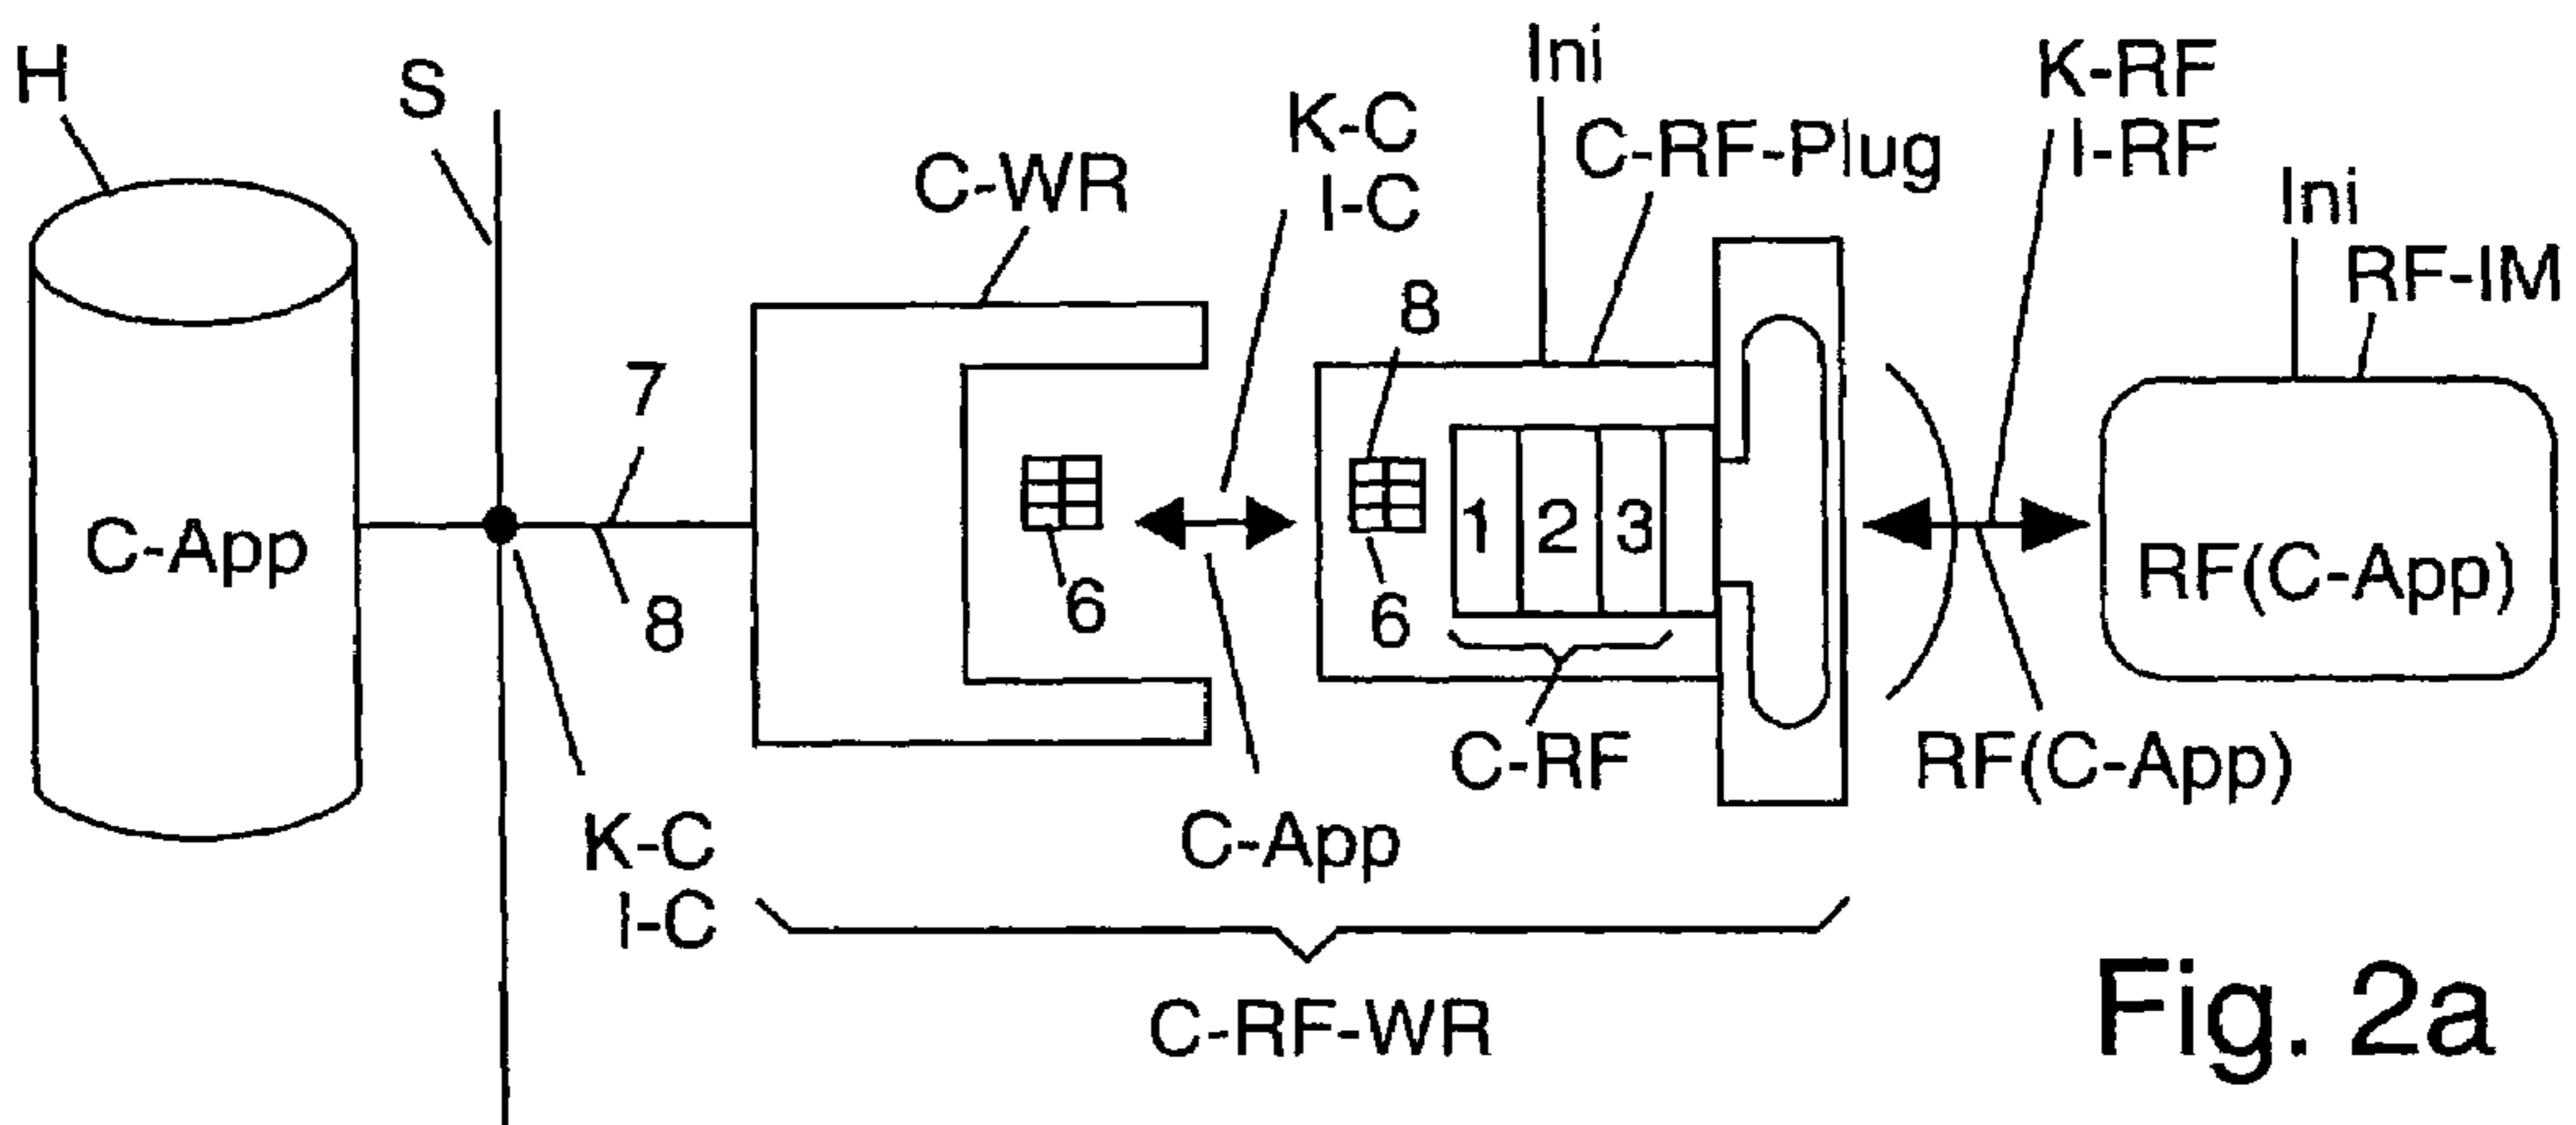 H
S
C-WR
K-C
I-C
Ini
C-RF-Plug
K-RF
I-RF
Ini
RF-IM
7
8
8
6
6
1 2 3
C-App
RF(C-App)
C-RF
C-App
RF(C-App)
K-C
I-C
C-RF-WR
Fig. 2a